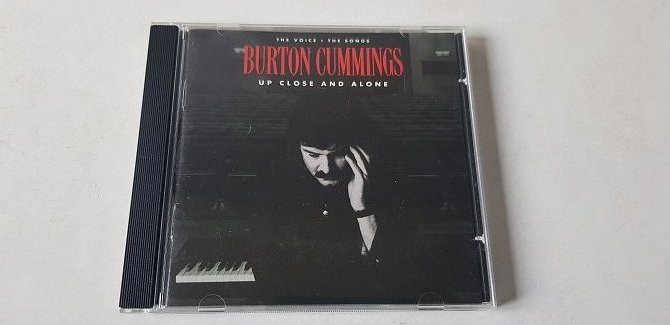 THE VOICE • THE SONGS
BURTON CUMMINGS
UP CLOSE AND ALONE